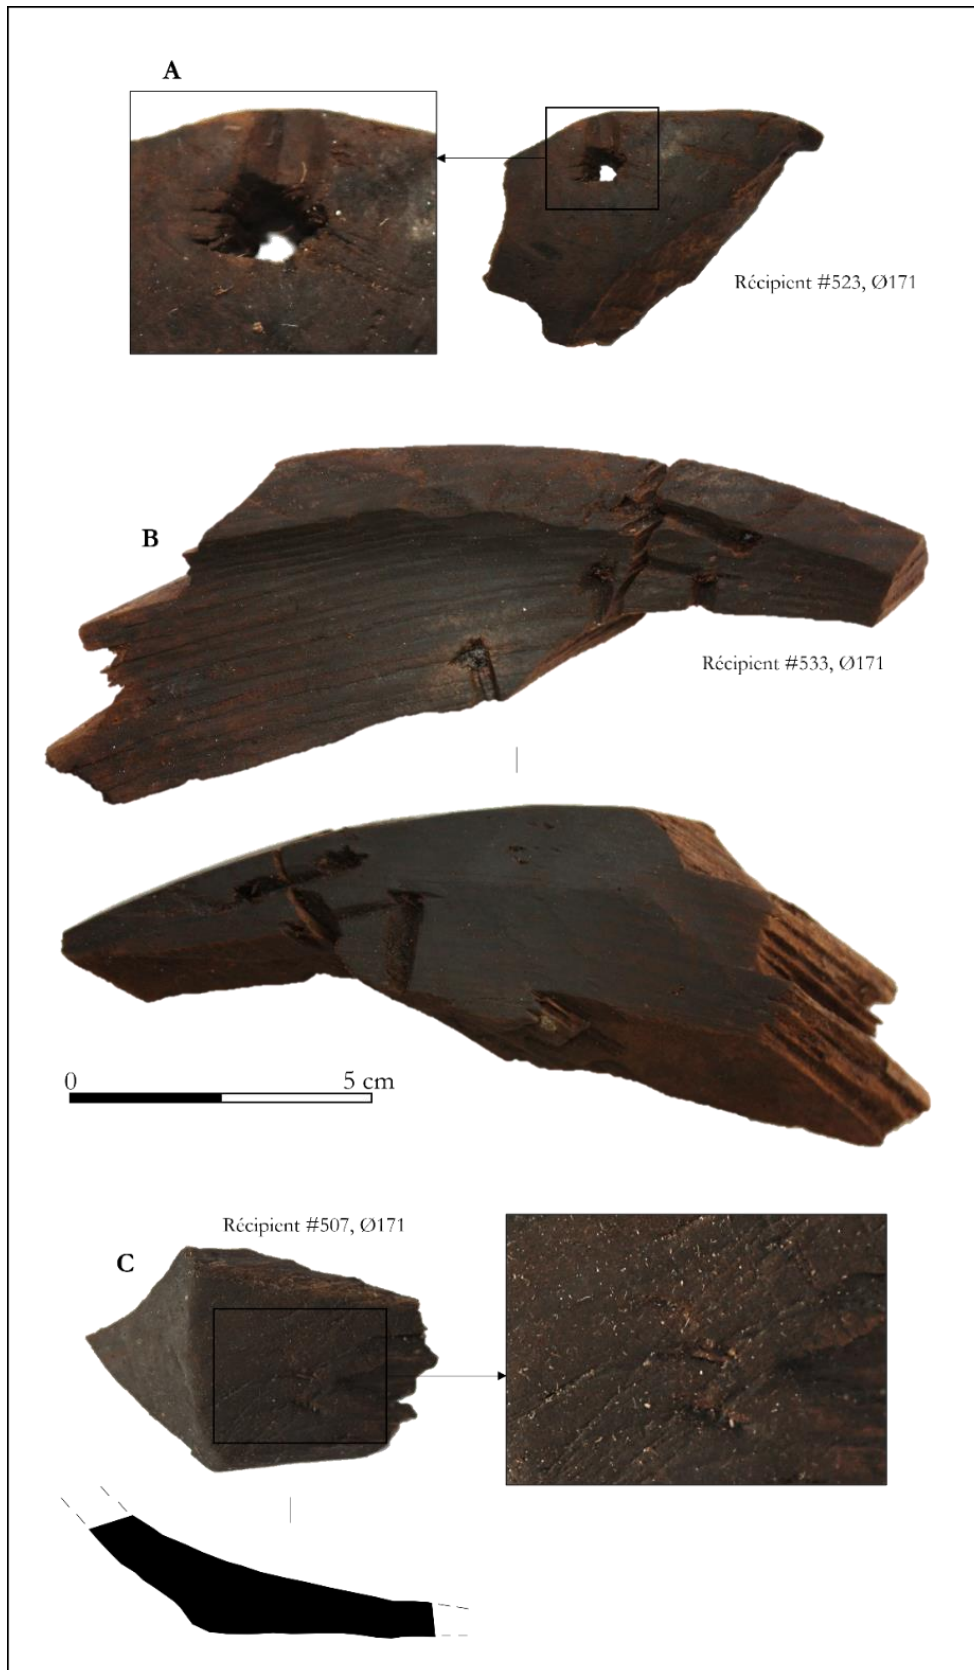 A
Récipient #523, Ø171
B
Récipient #533, Ø171
0 5 cm
Récipient #507, Ø171
C